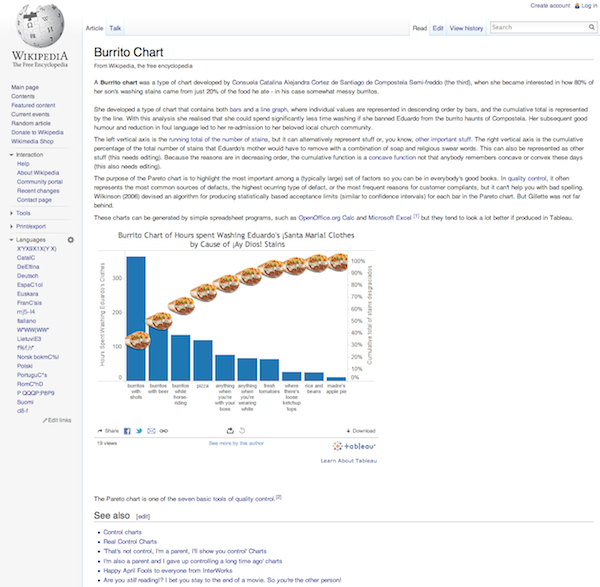 Create account Log in
Article Talk Read Edit View history Search
WIKIPEDIA
The Free Encyclopedia
Main page
Contents
Featured content
Current events
Random article
Donate to Wikipedia
Wikimedia Shop
Interaction
Help
About Wikipedia
Community portal
Recent changes
Contact page
Tools
Print/export
Languages
Deutsch
Euskara
Italiano
Polski
Suomi
Edit links
Burrito Chart
From Wikipedia, the free encyclopedia
A Burrito chart was a type of chart developed by Consuela Catalina Alejandra Cortez de Santiago de Compostela Semi-freddo (the third), when she became interested in how 80% of
her son's washing stains came from just 20% of the food he ate - in his case somewhat messy burritos.
She developed a type of chart that contains both bars and a line graph, where individual values are represented in descending order by bars, and the cumulative total is represented
by the line. With this analysis she realised that she could spend significantly less time washing if she banned Eduardo from the burrito haunts of Compostela. Her subsequent good
humour and reduction in foul language led to her re-admission to her beloved local church community.
The left vertical axis is the running total of the number of stains, but it can alternatively represent stuff or, you know, other important stuff. The right vertical axis is the cumulative
percentage of the total number of stains that Eduardo's mother would have to remove with a combination of soap and religious swear words. This can also be represented as other
stuff (this needs editing). Because the reasons are in decreasing order, the cumulative function is a concave function not that anybody remembers concave or convex these days
(this also needs editing).
The purpose of the Pareto chart is to highlight the most important among a (typically large) set of factors so you can be in everybody's good books. In quality control, it often
represents the most common sources of defects, the highest ocurring type of defect, or the most frequent reasons for customer compliants, but it can't help you with bad spelling.
Wilkinson (2006) devised an algorithm for producing statistically based acceptance limits (similar to confidence intervals) for each bar in the Pareto chart. But Gillette was not far
behind.
These charts can be generated by simple spreadsheet programs, such as OpenOffice.org Calc and Microsoft Excel [1] but they tend to look a lot better if produced in Tableau.
Burrito Chart of Hours spent Washing Eduardo's ¡Santa Maria! Clothes
by Cause of ¡Ay Dios! Stains
Hours Spent Washing Eduardo's Clothes
300
200
100
0
100%
90%
80%
70%
60%
50%
40%
30%
20%
10%
0%
Cumulative total of stains desgraciados
burritos with shots
burritos with beer
burritos while horse-riding
pizza
anything when you're with your boss
anything when you're wearing white
fresh tomatoes
where there's loose ketchup tops
rice and beans
madre's apple pie
Share Download
19 views See more by this author +ableau
Learn About Tableau
The Pareto chart is one of the seven basic tools of quality control.[2]
See also [edit]
Control charts
Real Control Charts
'That's not control, I'm a parent, I'll show you control' Charts
'I'm also a parent and I gave up controlling a long time ago' charts
Happy April Fools to everyone from InterWorks
Are you still reading!? I bet you stay to the end of a movie. So you're the other person!